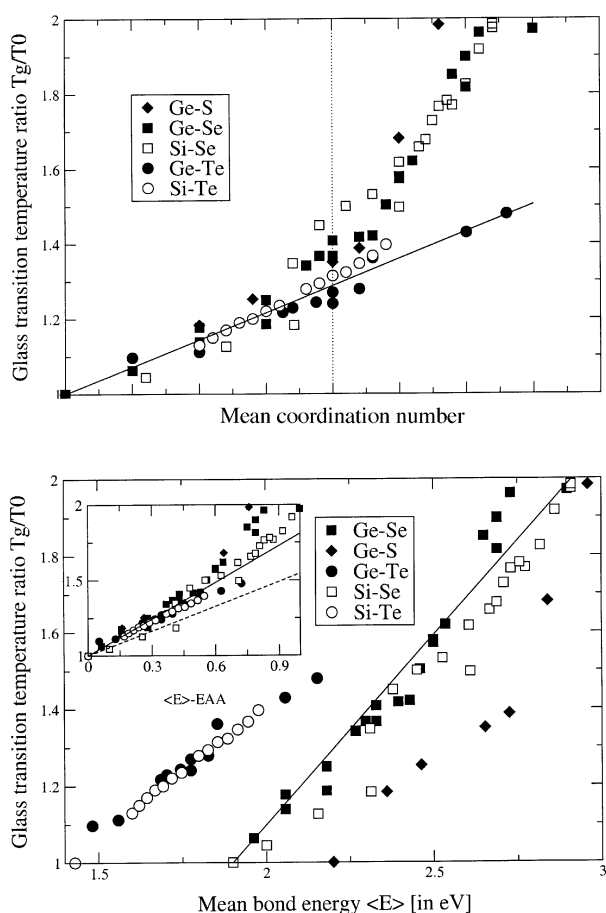 2
1.8
1.6
1.4
1.2
Glass transition temperature ratio Tg/T0
Ge-S
Ge-Se
Si-Se
Ge-Te
Si-Te
Mean coordination number
2
1.8
1.6
1.4
1.2
1
Glass transition temperature ratio Tg/T0
2
1.5
1
0
0.3
0.6
0.9
<E>-EAA
Ge-Se
Ge-S
Ge-Te
Si-Se
Si-Te
1.5
2
2.5
3
Mean bond energy <E> [in eV]